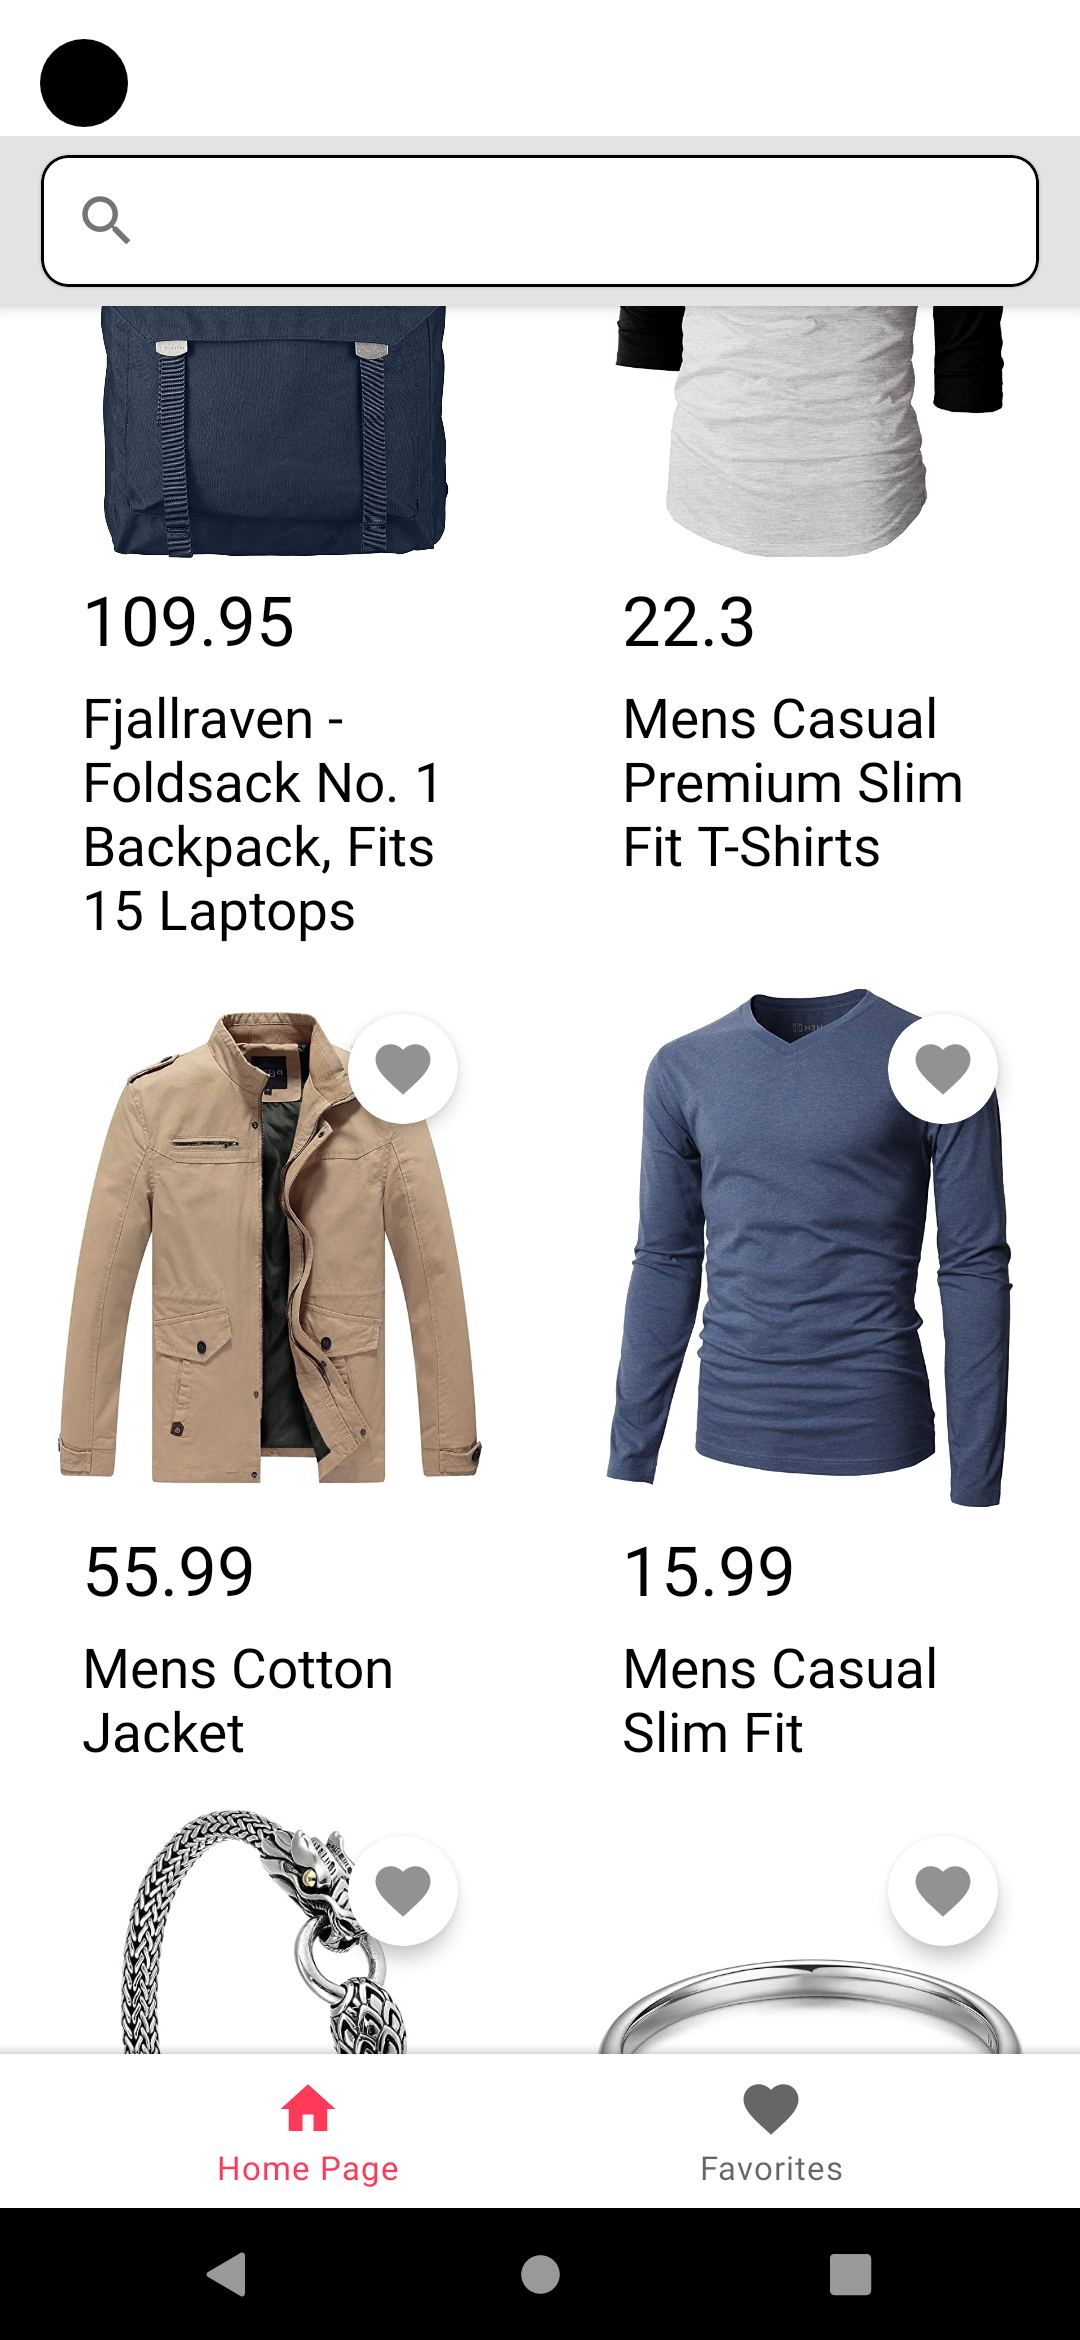 109.95
22.3
Fjallraven -
Foldsack No. 1
Backpack, Fits
15 Laptops
Mens Casual
Premium Slim
Fit T-Shirts
55.99
15.99
Mens Cotton
Jacket
Mens Casual
Slim Fit
Home Page
Favorites